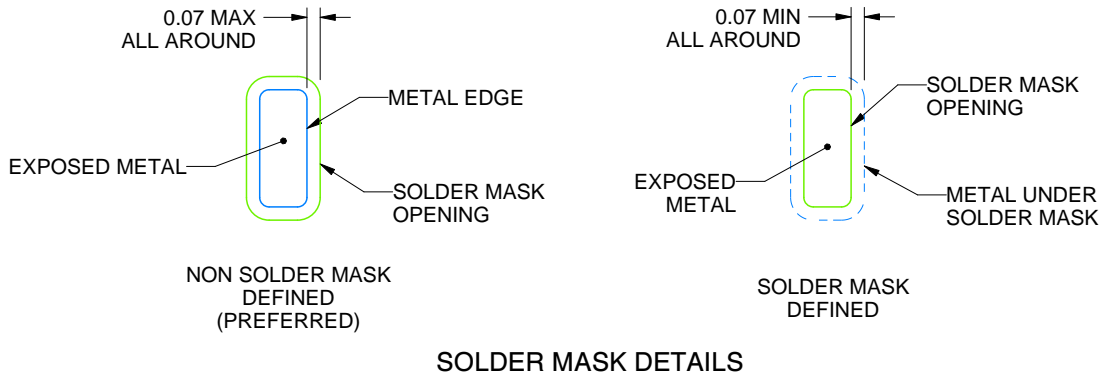 0.07 MAX
ALL AROUND
METAL EDGE
EXPOSED METAL
SOLDER MASK
OPENING
NON SOLDER MASK
DEFINED
(PREFERRED)
0.07 MIN
ALL AROUND
SOLDER MASK
OPENING
EXPOSED
METAL
METAL UNDER
SOLDER MASK
SOLDER MASK
DEFINED
SOLDER MASK DETAILS